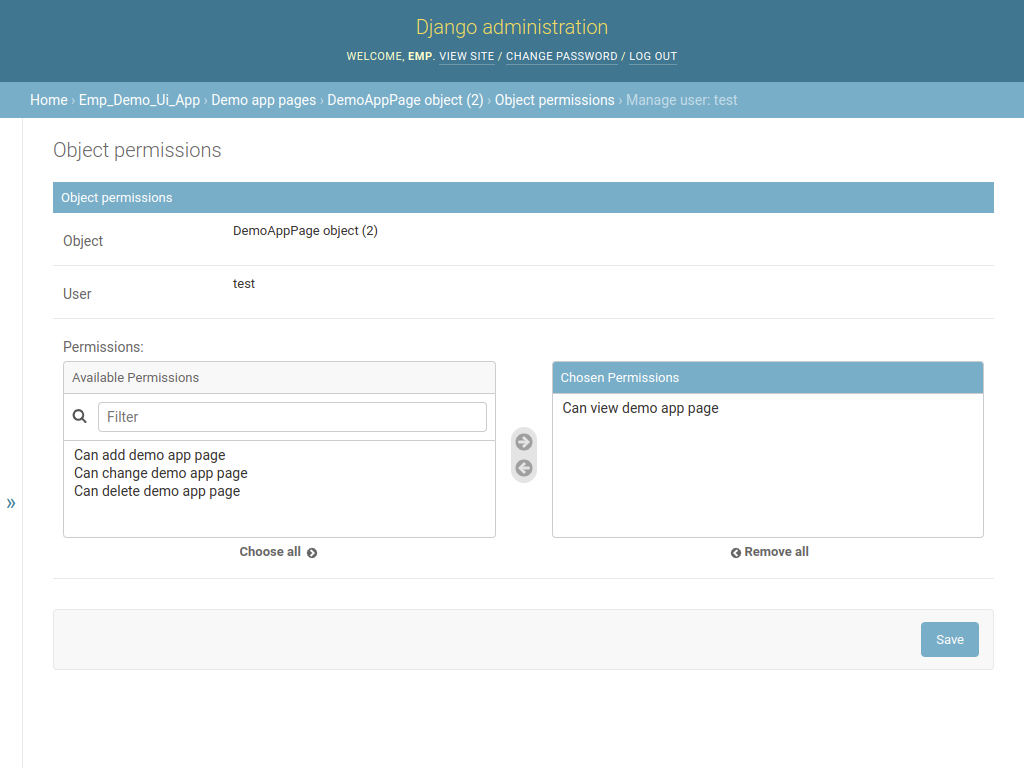 Django administration
WELCOME, EMP. VIEW SITE / CHANGE PASSWORD / LOG OUT
Home › Emp_Demo_Ui_App › Demo app pages › DemoAppPage object (2) › Object permissions › Manage user: test
Object permissions
Object permissions
Object
DemoAppPage object (2)
User
test
Permissions:
Available Permissions
Filter
Can add demo app page
Can change demo app page
Can delete demo app page
Choose all
Chosen Permissions
Can view demo app page
Remove all
»
Save